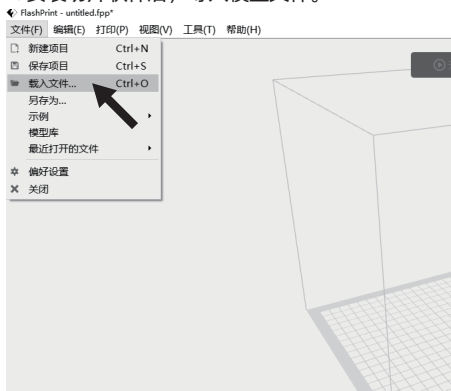 FlashPrint - untitled.fpp*
文件(F) 编辑(E) 打印(P) 视图(V) 工具(T) 帮助(H)
新建项目 Ctrl+N
保存项目 Ctrl+S
载入文件... Ctrl+O
另存为...
示例
模型库
最近打开的文件
偏好设置
关闭